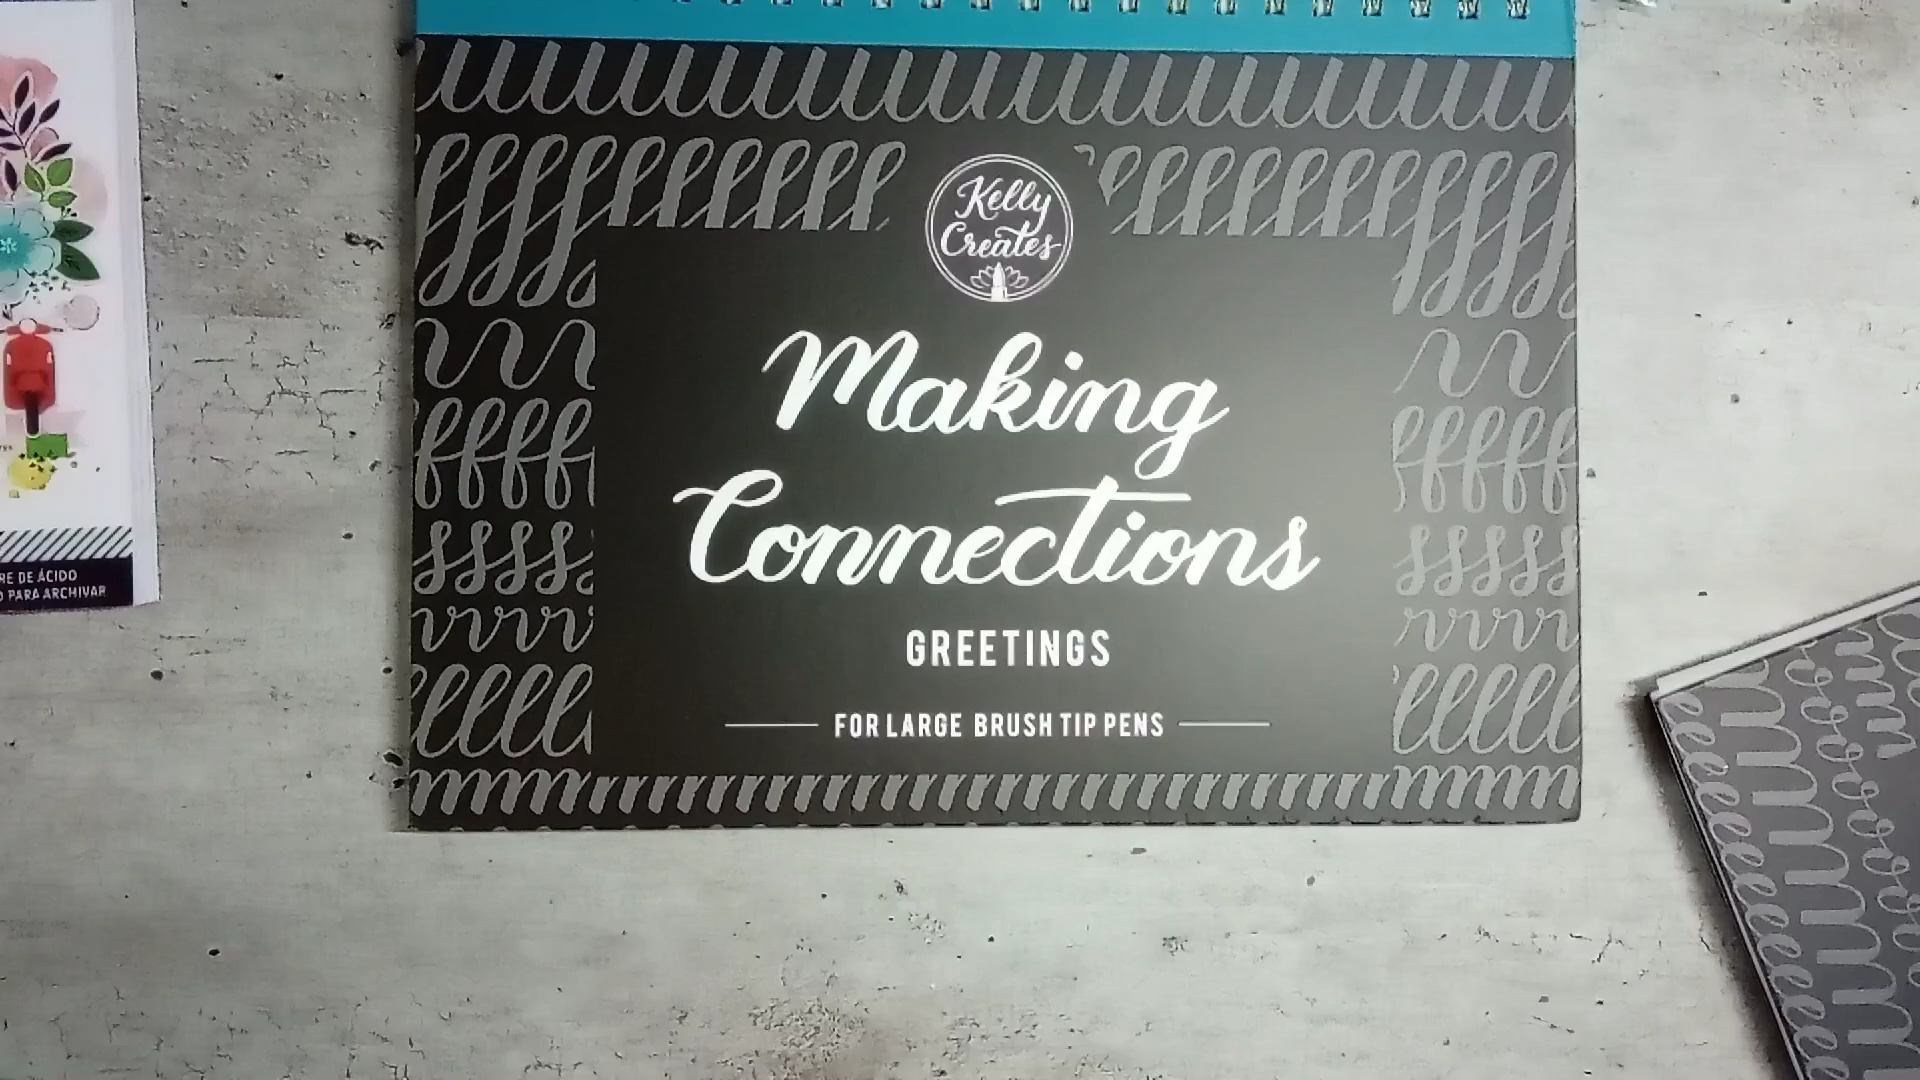 Kelly
Creates
Making
Connections
GREETINGS
FOR LARGE BRUSH TIP PENS
RE DE ÁCIDO
PARA ARCHIVAR